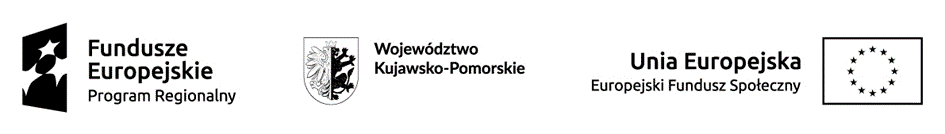 Fundusze
Europejskie
Program Regionalny
Województwo
Kujawsko-Pomorskie
Unia Europejska
Europejski Fundusz Społeczny